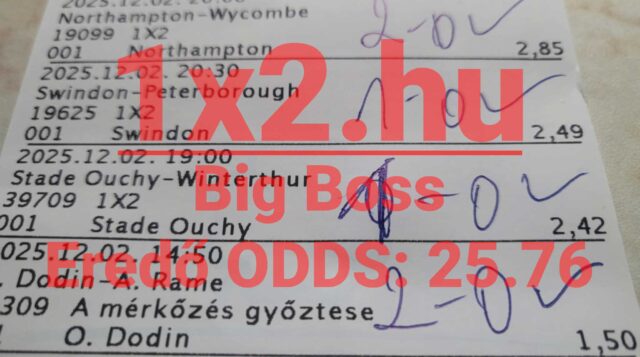 2025.12.02. 20:30
Northampton-Wycombe
19099 1X2
001 Northampton 2,85
2-0
2025.12.02. 20:30
Swindon-Peterborough
19625 1X2
001 Swindon 2,49
1-0
2025.12.02. 19:00
Stade Ouchy-Winterthur
39709 1X2
001 Stade Ouchy 2,42
1-0
025.12.02. 14:50
. Dodin-A. Rame
309 A mérkőzés győztese
O. Dodin 1,50
2-0
1x2.hu
Big Boss
Eredő ODDS: 25.76